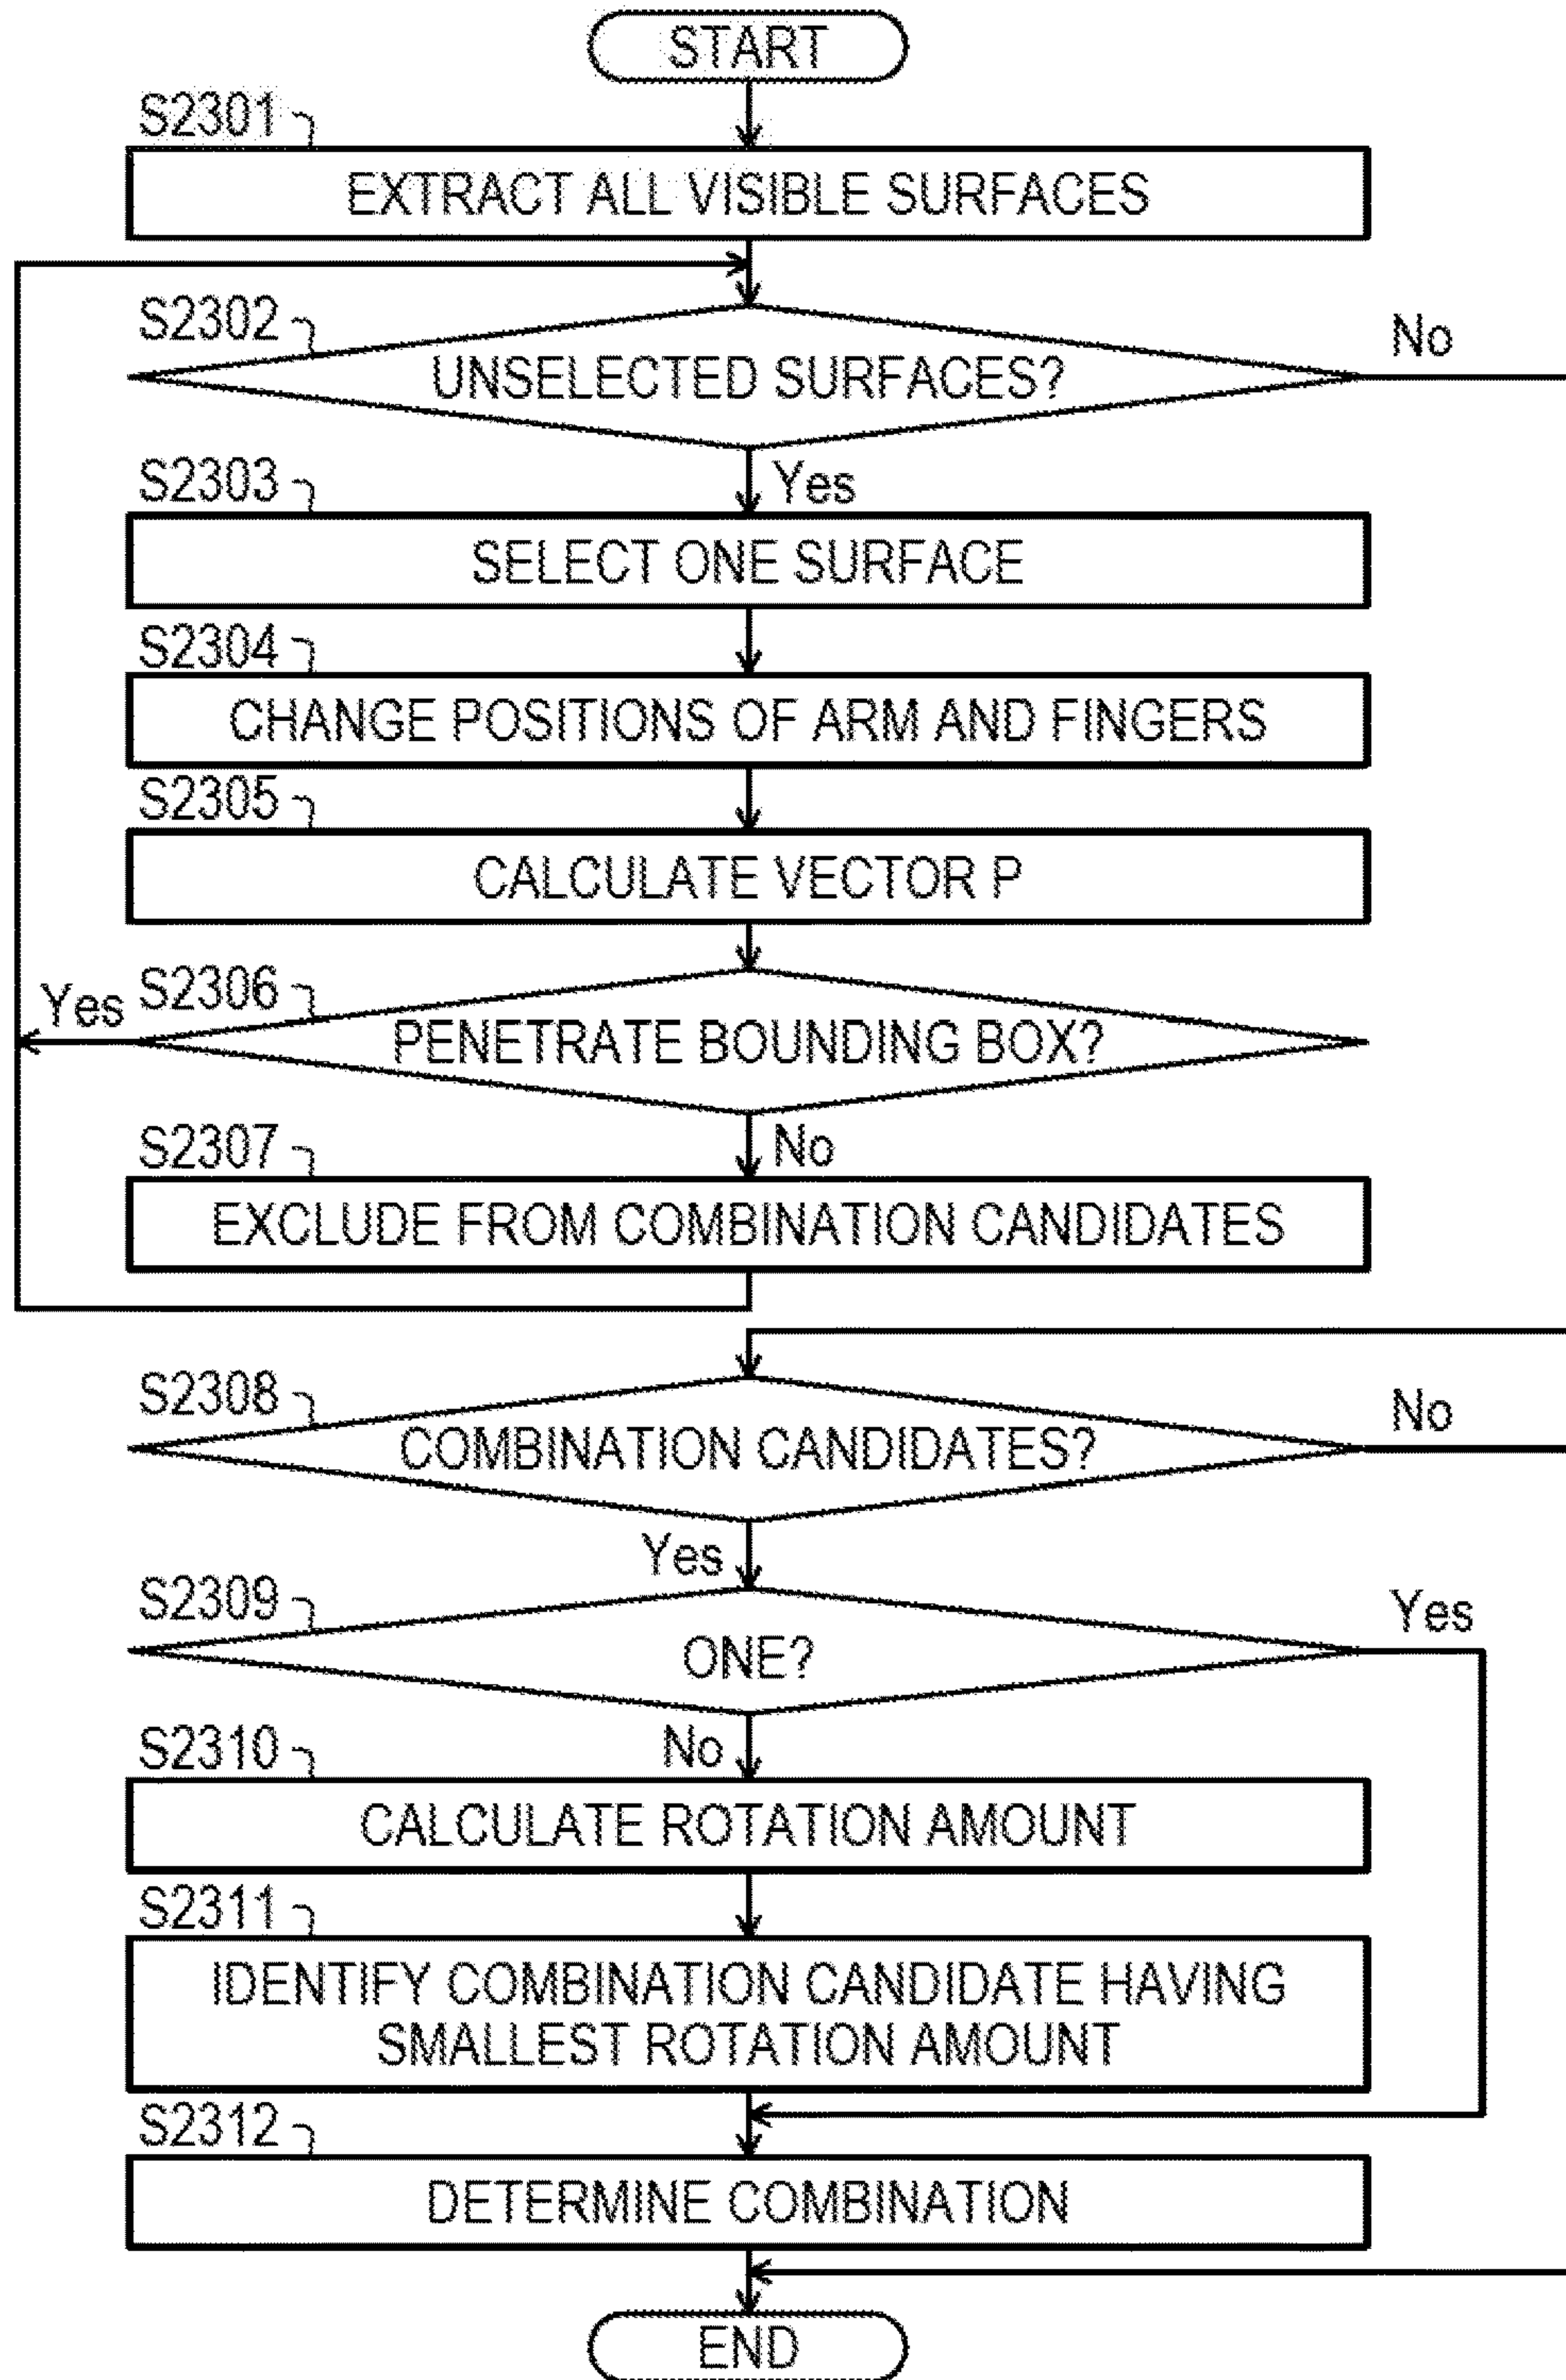 START
S2301
EXTRACT ALL VISIBLE SURFACES
S2302
No
UNSELECTED SURFACES?
S2303
Yes
SELECT ONE SURFACE
S2304
CHANGE POSITIONS OF ARM AND FINGERS
S2305
CALCULATE VECTOR P
Yes
S2306
PENETRATE BOUNDING BOX?
S2307
No
EXCLUDE FROM COMBINATION CANDIDATES
S2308
No
COMBINATION CANDIDATES?
Yes
S2309
Yes
ONE?
S2310
No
CALCULATE ROTATION AMOUNT
S2311
IDENTIFY COMBINATION CANDIDATE HAVING
SMALLEST ROTATION AMOUNT
S2312
DETERMINE COMBINATION
END